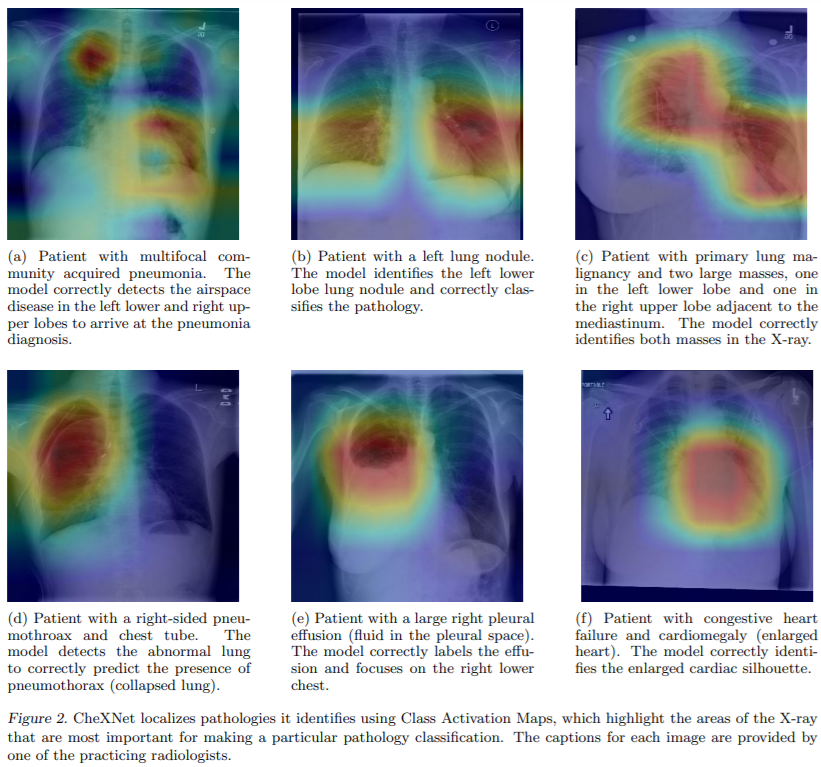 (a) Patient with multifocal com-
munity acquired pneumonia. The
model correctly detects the airspace
disease in the left lower and right up-
per lobes to arrive at the pneumonia
diagnosis.
(b) Patient with a left lung nodule.
The model identifies the left lower
lobe lung nodule and correctly clas-
sifies the pathology.
(c) Patient with primary lung ma-
lignancy and two large masses, one
in the left lower lobe and one in
the right upper lobe adjacent to the
mediastinum. The model correctly
identifies both masses in the X-ray.
L
(d) Patient with a right-sided pneu-
mothroax and chest tube. The
model detects the abnormal lung
to correctly predict the presence of
pneumothorax (collapsed lung).
(e) Patient with a large right pleural
effusion (fluid in the pleural space).
The model correctly labels the effu-
sion and focuses on the right lower
chest.
(f) Patient with congestive heart
failure and cardiomegaly (enlarged
heart). The model correctly identi-
fies the enlarged cardiac silhouette.
Figure 2. CheXNet localizes pathologies it identifies using Class Activation Maps, which highlight the areas of the X-ray
that are most important for making a particular pathology classification. The captions for each image are provided by
one of the practicing radiologists.